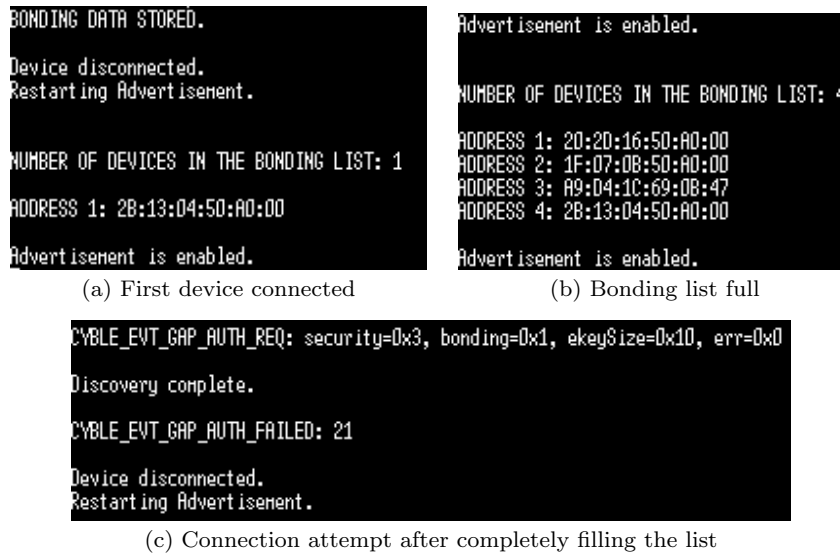 BONDING DATA STORED.
Device disconnected.
Restarting Advertisement.
NUMBER OF DEVICES IN THE BONDING LIST: 1
ADDRESS 1: 2B:13:04:50:A0:00
Advertisement is enabled.
(a) First device connected
Advertisement is enabled.
NUMBER OF DEVICES IN THE BONDING LIST: 4
ADDRESS 1: 20:2D:16:50:A0:00
ADDRESS 2: 1F:07:0B:50:A0:00
ADDRESS 3: A9:D4:1C:69:0B:47
ADDRESS 4: 2B:13:04:50:A0:00
Advertisement is enabled.
(b) Bonding list full
CYBLE_EVT_GAP_AUTH_REQ: security=0x3, bonding=0x1, ekeySize=0x10, err=0x0
Discovery complete.
CYBLE_EVT_GAP_AUTH_FAILED: 21
Device disconnected.
Restarting Advertisement.
(c) Connection attempt after completely filling the list